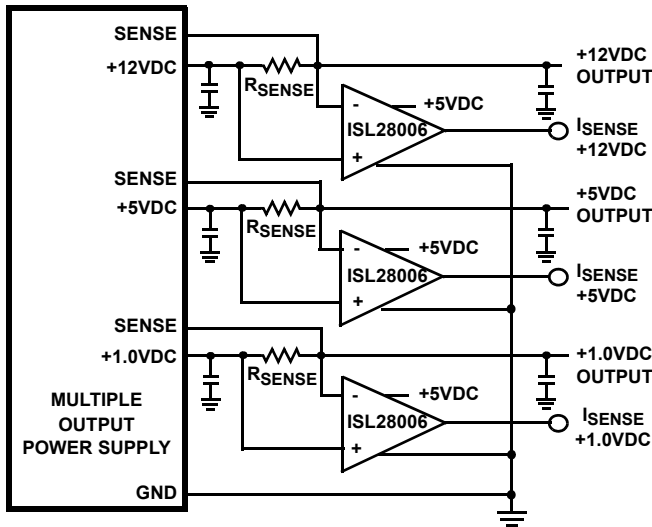 SENSE
+12VDC
RSENSE
+12VDC
OUTPUT
-
+5VDC
ISL28006
+
ISENSE
+12VDC
SENSE
+5VDC
RSENSE
+5VDC
OUTPUT
-
+5VDC
ISL28006
+
ISENSE
+5VDC
SENSE
+1.0VDC
RSENSE
+1.0VDC
OUTPUT
-
+5VDC
ISL28006
+
ISENSE
+1.0VDC
MULTIPLE
OUTPUT
POWER SUPPLY
GND